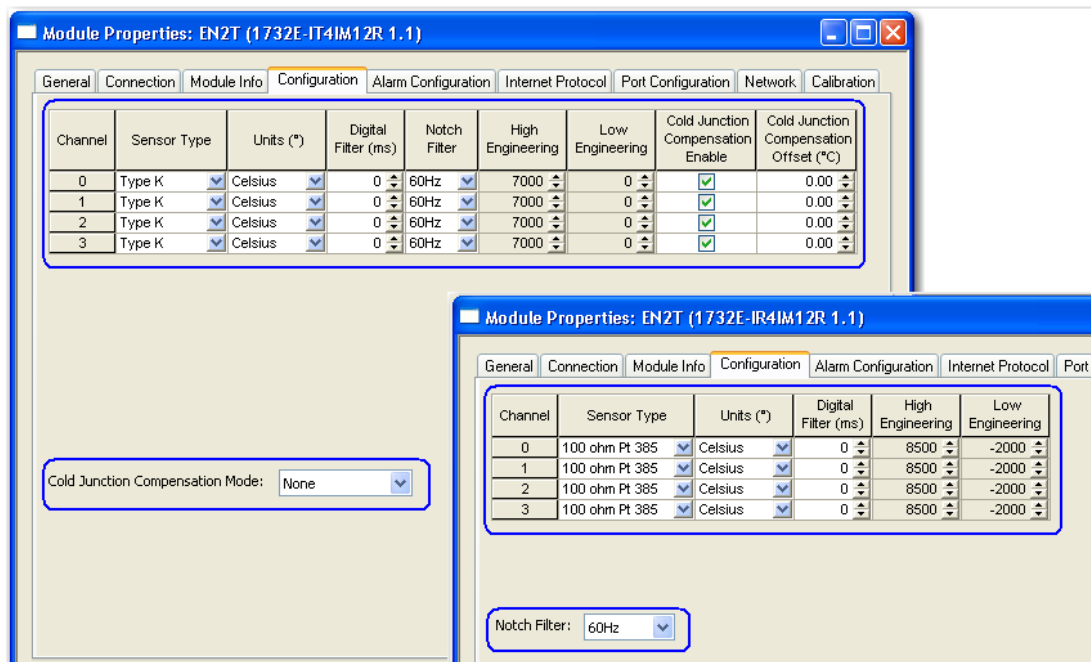 Module Properties: EN2T (1732E-IT4IM12R 1.1)
General Connection Module Info Configuration Alarm Configuration Internet Protocol Port Configuration Network Calibration
Channel Sensor Type Units (°) Digital Filter (ms) Notch Filter High Engineering Low Engineering Cold Junction Compensation Enable Cold Junction Compensation Offset (°C)
0 Type K Celsius 0 60Hz 7000 0 0.00
1 Type K Celsius 0 60Hz 7000 0 0.00
2 Type K Celsius 0 60Hz 7000 0 0.00
3 Type K Celsius 0 60Hz 7000 0 0.00
Cold Junction Compensation Mode: None
Module Properties: EN2T (1732E-IR4IM12R 1.1)
General Connection Module Info Configuration Alarm Configuration Internet Protocol Port
Channel Sensor Type Units (°) Digital Filter (ms) High Engineering Low Engineering
0 100 ohm Pt 385 Celsius 0 8500 -2000
1 100 ohm Pt 385 Celsius 0 8500 -2000
2 100 ohm Pt 385 Celsius 0 8500 -2000
3 100 ohm Pt 385 Celsius 0 8500 -2000
Notch Filter: 60Hz